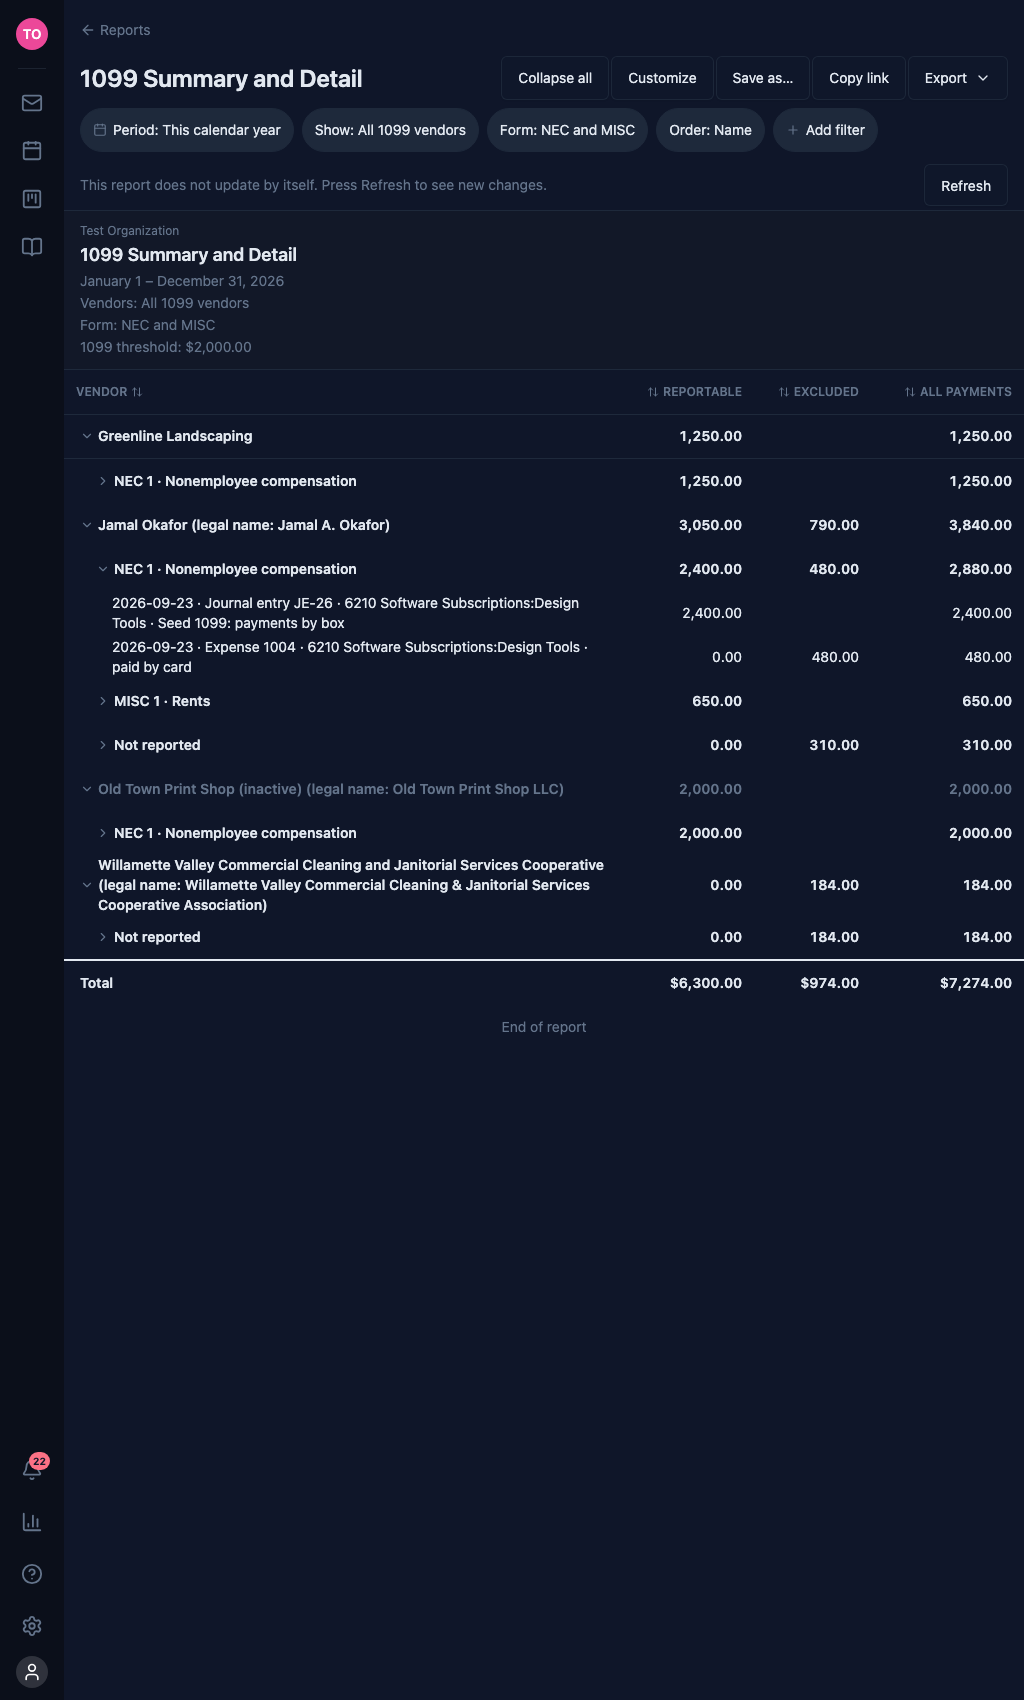 TO
Reports
1099 Summary and Detail
Collapse all
Customize
Save as...
Copy link
Export
Period: This calendar year
Show: All 1099 vendors
Form: NEC and MISC
Order: Name
Add filter
This report does not update by itself. Press Refresh to see new changes.
Refresh
Test Organization
1099 Summary and Detail
January 1 – December 31, 2026
Vendors: All 1099 vendors
Form: NEC and MISC
1099 threshold: $2,000.00
VENDOR REPORTABLE EXCLUDED ALL PAYMENTS
Greenline Landscaping 1,250.00 1,250.00
NEC 1 · Nonemployee compensation 1,250.00 1,250.00
Jamal Okafor (legal name: Jamal A. Okafor) 3,050.00 790.00 3,840.00
NEC 1 · Nonemployee compensation 2,400.00 480.00 2,880.00
2026-09-23 · Journal entry JE-26 · 6210 Software Subscriptions:Design
Tools · Seed 1099: payments by box 2,400.00 2,400.00
2026-09-23 · Expense 1004 · 6210 Software Subscriptions:Design Tools ·
paid by card 0.00 480.00 480.00
MISC 1 · Rents 650.00 650.00
Not reported 0.00 310.00 310.00
Old Town Print Shop (inactive) (legal name: Old Town Print Shop LLC) 2,000.00 2,000.00
NEC 1 · Nonemployee compensation 2,000.00 2,000.00
Willamette Valley Commercial Cleaning and Janitorial Services Cooperative
(legal name: Willamette Valley Commercial Cleaning & Janitorial Services 0.00 184.00 184.00
Cooperative Association)
Not reported 0.00 184.00 184.00
Total $6,300.00 $974.00 $7,274.00
End of report
22